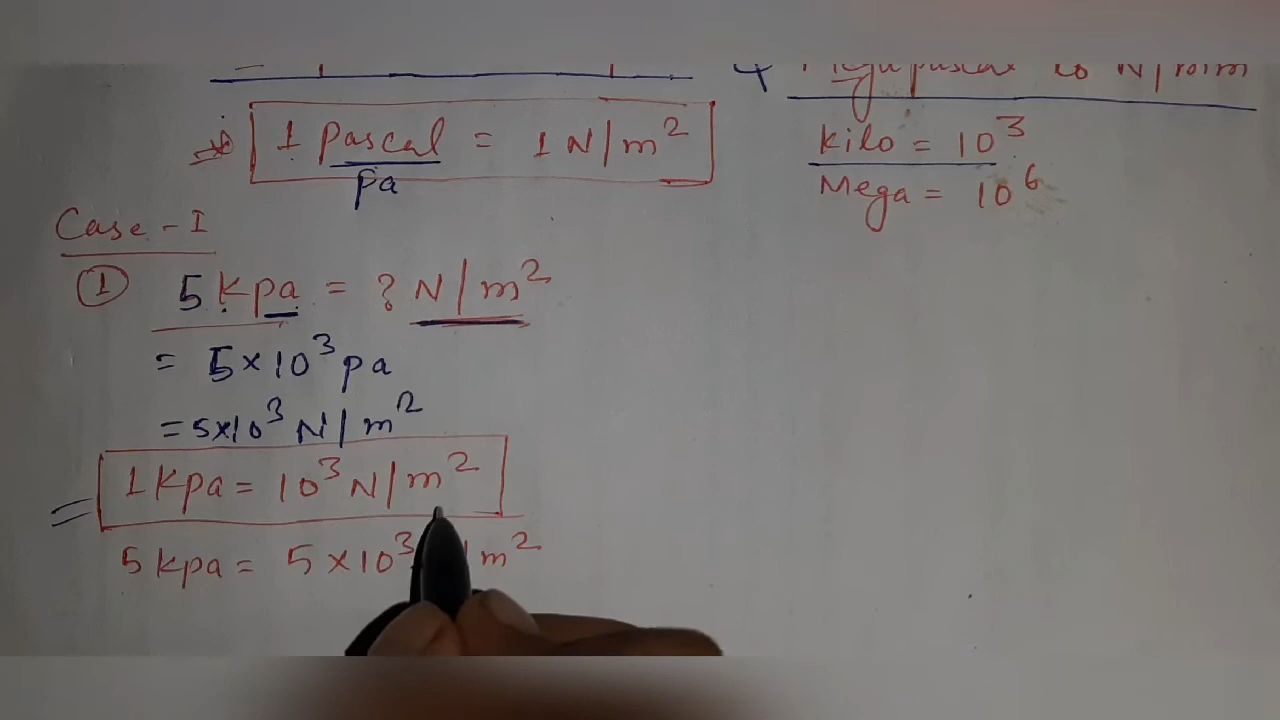 1 Pascal = 1 N/m²
pa
Kilo = 10³
Mega = 10⁶
Case - I
① 5 Kpa = ? N/m²
= 5×10³ pa
= 5×10³ N/m²
1 Kpa = 10³ N/m²
5 kpa = 5×10³ /m²